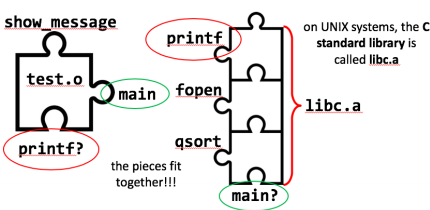 show_message
test.o
main
printf?
the pieces fit
together!!!
printf
fopen
qsort
main?
libc.a
on UNIX systems, the C
standard library is
called libc.a